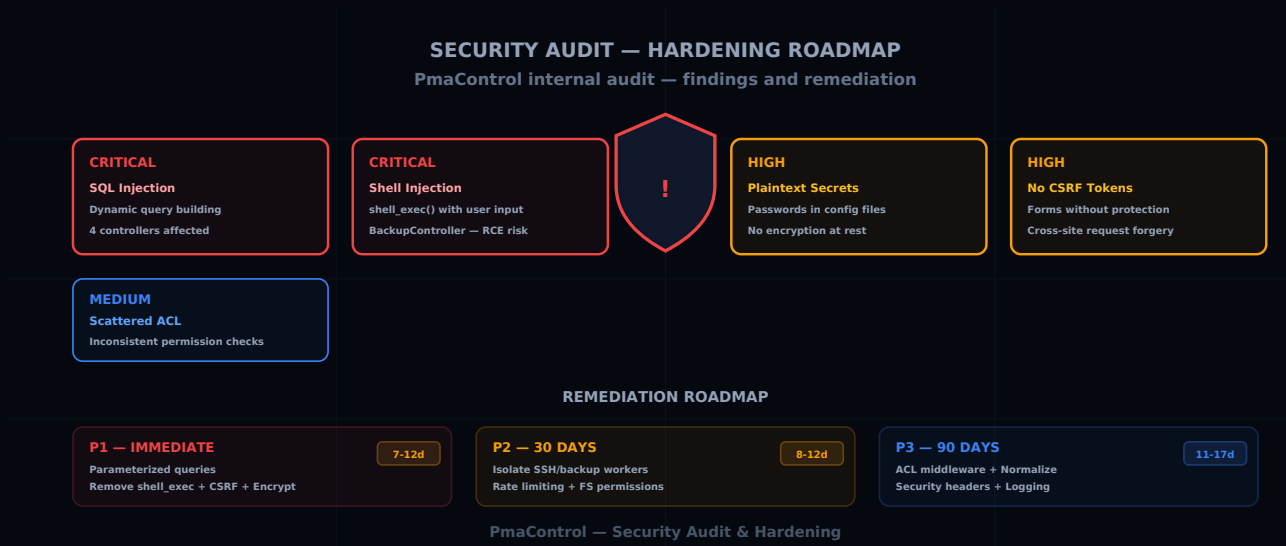 SECURITY AUDIT — HARDENING ROADMAP
PmaControl internal audit — findings and remediation
CRITICAL
SQL Injection
Dynamic query building
4 controllers affected
CRITICAL
Shell Injection
shell_exec() with user input
BackupController — RCE risk
!
HIGH
Plaintext Secrets
Passwords in config files
No encryption at rest
HIGH
No CSRF Tokens
Forms without protection
Cross-site request forgery
MEDIUM
Scattered ACL
Inconsistent permission checks
REMEDIATION ROADMAP
P1 — IMMEDIATE
7-12d
Parameterized queries
Remove shell_exec + CSRF + Encrypt
P2 — 30 DAYS
8-12d
Isolate SSH/backup workers
Rate limiting + FS permissions
P3 — 90 DAYS
11-17d
ACL middleware + Normalize
Security headers + Logging
PmaControl — Security Audit & Hardening